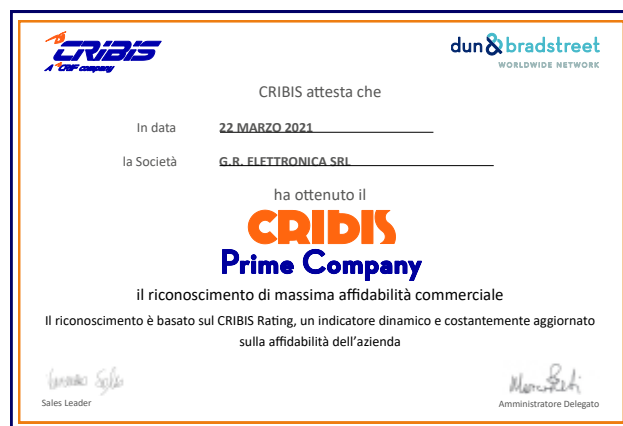 CRIBIS
A CRIF company
dun & bradstreet
WORLDWIDE NETWORK
CRIBIS attesta che
In data 22 MARZO 2021
la Società G.R. ELETTRONICA SRL
ha ottenuto il
CRIBIS
Prime Company
il riconoscimento di massima affidabilità commerciale
Il riconoscimento è basato sul CRIBIS Rating, un indicatore dinamico e costantemente aggiornato
sulla affidabilità dell'azienda
Sales Leader
Amministratore Delegato